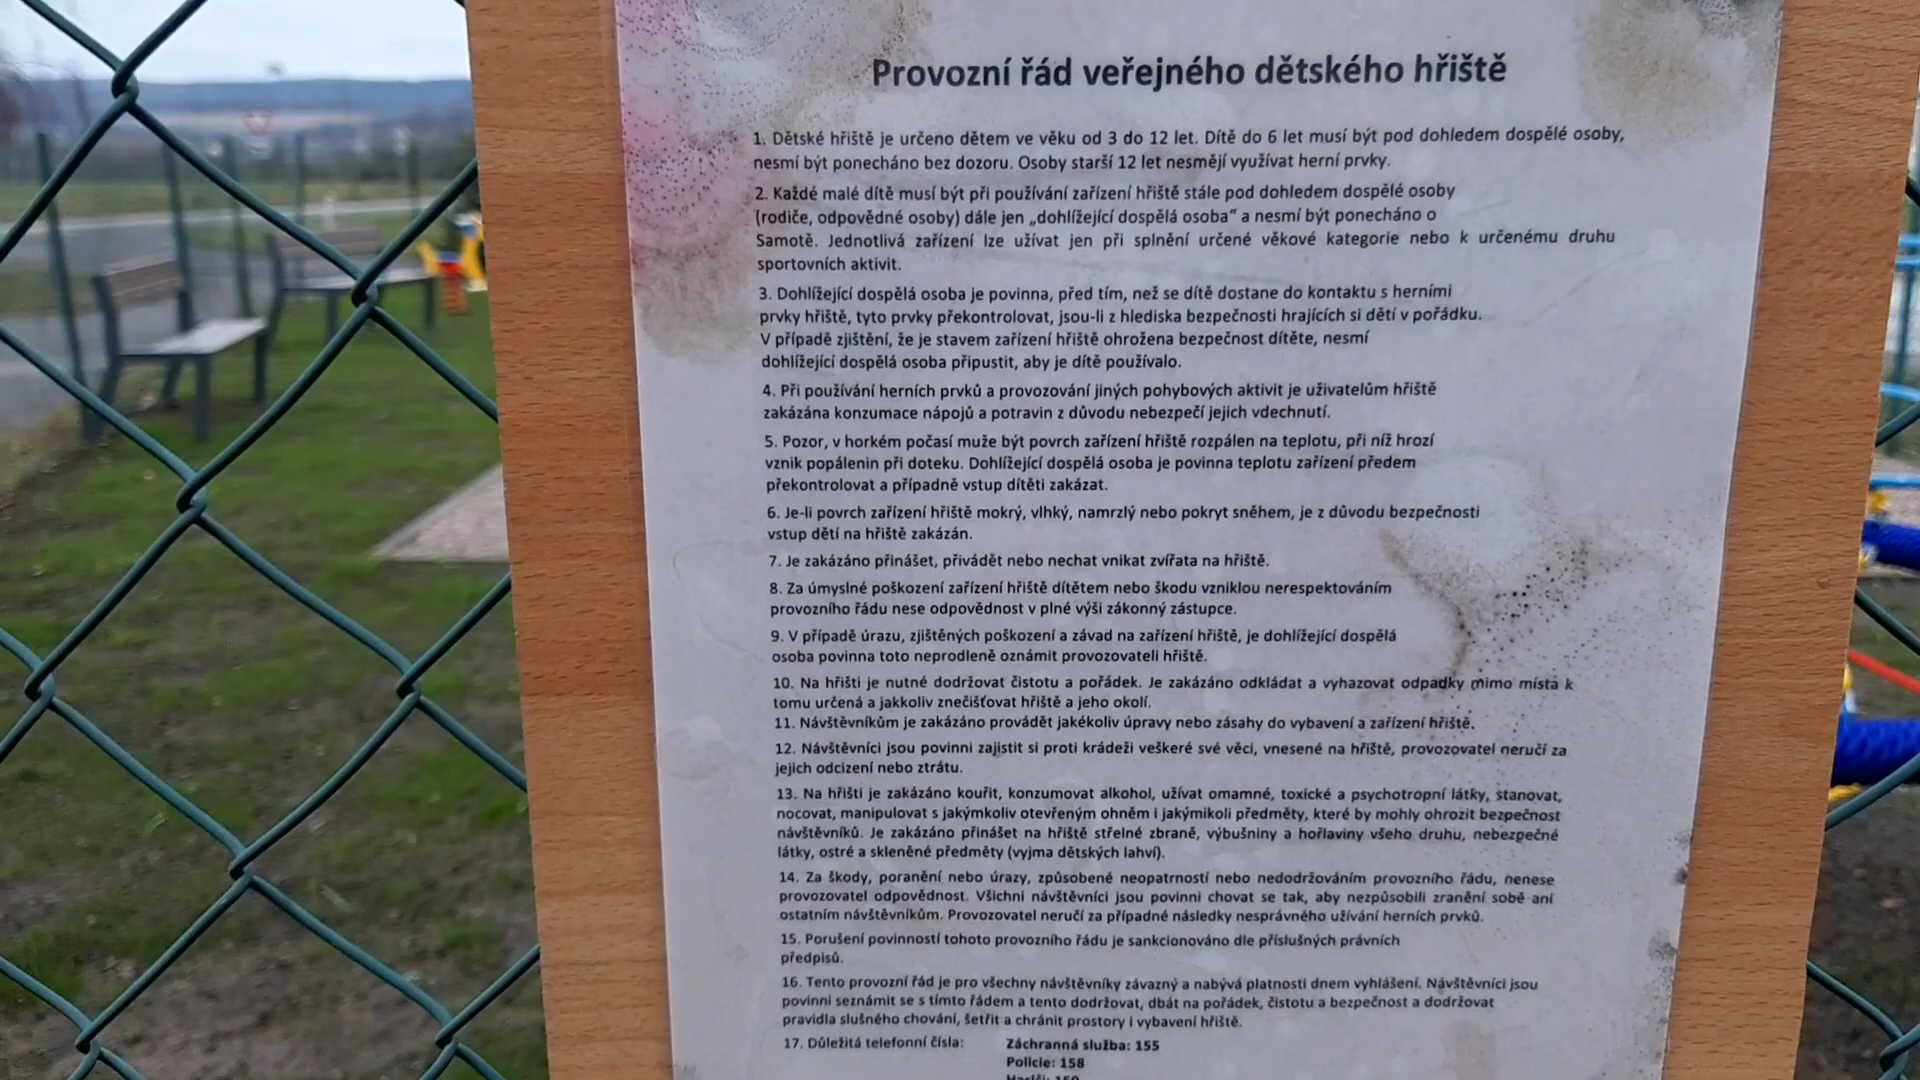 Provozní řád veřejného dětského hřiště
1. Dětské hřiště je určeno dětem ve věku od 3 do 12 let. Dítě do 6 let musí být pod dohledem dospělé osoby,
nesmí být ponecháno bez dozoru. Osoby starší 12 let nesmějí využívat herní prvky.
2. Každé malé dítě musí být při používání zařízení hřiště stále pod dohledem dospělé osoby
(rodiče, odpovědné osoby) dále jen „dohlížející dospělá osoba“ a nesmí být ponecháno o
Samotě. Jednotlivá zařízení lze užívat jen při splnění určené věkové kategorie nebo k určenému druhu
sportovních aktivit.
3. Dohlížející dospělá osoba je povinna, před tím, než se dítě dostane do kontaktu s herními
prvky hřiště, tyto prvky překontrolovat, jsou-li z hlediska bezpečnosti hrajících si dětí v pořádku.
V případě zjištění, že je stavem zařízení hřiště ohrožena bezpečnost dítěte, nesmí
dohlížející dospělá osoba připustit, aby je dítě používalo.
4. Při používání herních prvků a provozování jiných pohybových aktivit je uživatelům hřiště
zakázána konzumace nápojů a potravin z důvodu nebezpečí jejich vdechnutí.
5. Pozor, v horkém počasí muže být povrch zařízení hřiště rozpálen na teplotu, při níž hrozí
vznik popálenin při doteku. Dohlížející dospělá osoba je povinna teplotu zařízení předem
překontrolovat a případně vstup dítěti zakázat.
6. Je-li povrch zařízení hřiště mokrý, vlhký, namrzlý nebo pokryt sněhem, je z důvodu bezpečnosti
vstup dětí na hřiště zakázán.
7. Je zakázáno přinášet, přivádět nebo nechat vnikat zvířata na hřiště.
8. Za úmyslné poškození zařízení hřiště dítětem nebo škodu vzniklou nerespektováním
provozního řádu nese odpovědnost v plné výši zákonný zástupce.
9. V případě úrazu, zjištěných poškození a závad na zařízení hřiště, je dohlížející dospělá
osoba povinna toto neprodleně oznámit provozovateli hřiště.
10. Na hřišti je nutné dodržovat čistotu a pořádek. Je zakázáno odkládat a vyhazovat odpadky mimo místa k
tomu určená a jakkoliv znečišťovat hřiště a jeho okolí.
11. Návštěvníkům je zakázáno provádět jakékoliv úpravy nebo zásahy do vybavení a zařízení hřiště.
12. Návštěvníci jsou povinni zajistit si proti krádeži veškeré své věci, vnesené na hřiště, provozovatel neručí za
jejich odcizení nebo ztrátu.
13. Na hřišti je zakázáno kouřit, konzumovat alkohol, užívat omamné, toxické a psychotropní látky, stanovat,
nocovat, manipulovat s jakýmkoliv otevřeným ohněm i jakýmikoli předměty, které by mohly ohrozit bezpečnost
návštěvníků. Je zakázáno přinášet na hřiště střelné zbraně, výbušniny a hořlaviny všeho druhu, nebezpečné
látky, ostré a skleněné předměty (vyjma dětských lahví).
14. Za škody, poranění nebo úrazy, způsobené neopatrností nebo nedodržováním provozního řádu, nenese
provozovatel odpovědnost. Všichni návštěvníci jsou povinni chovat se tak, aby nezpůsobili zranění sobě ani
ostatním návštěvníkům. Provozovatel neručí za případné následky nesprávného užívání herních prvků.
15. Porušení povinností tohoto provozního řádu je sankcionováno dle příslušných právních
předpisů.
16. Tento provozní řád je pro všechny návštěvníky závazný a nabývá platnosti dnem vyhlášení. Návštěvníci jsou
povinni seznámit se s tímto řádem a tento dodržovat, dbát na pořádek, čistotu a bezpečnost a dodržovat
pravidla slušného chování, šetřit a chránit prostory i vybavení hřiště.
17. Důležitá telefonní čísla: Záchranná služba: 155
Policie: 158